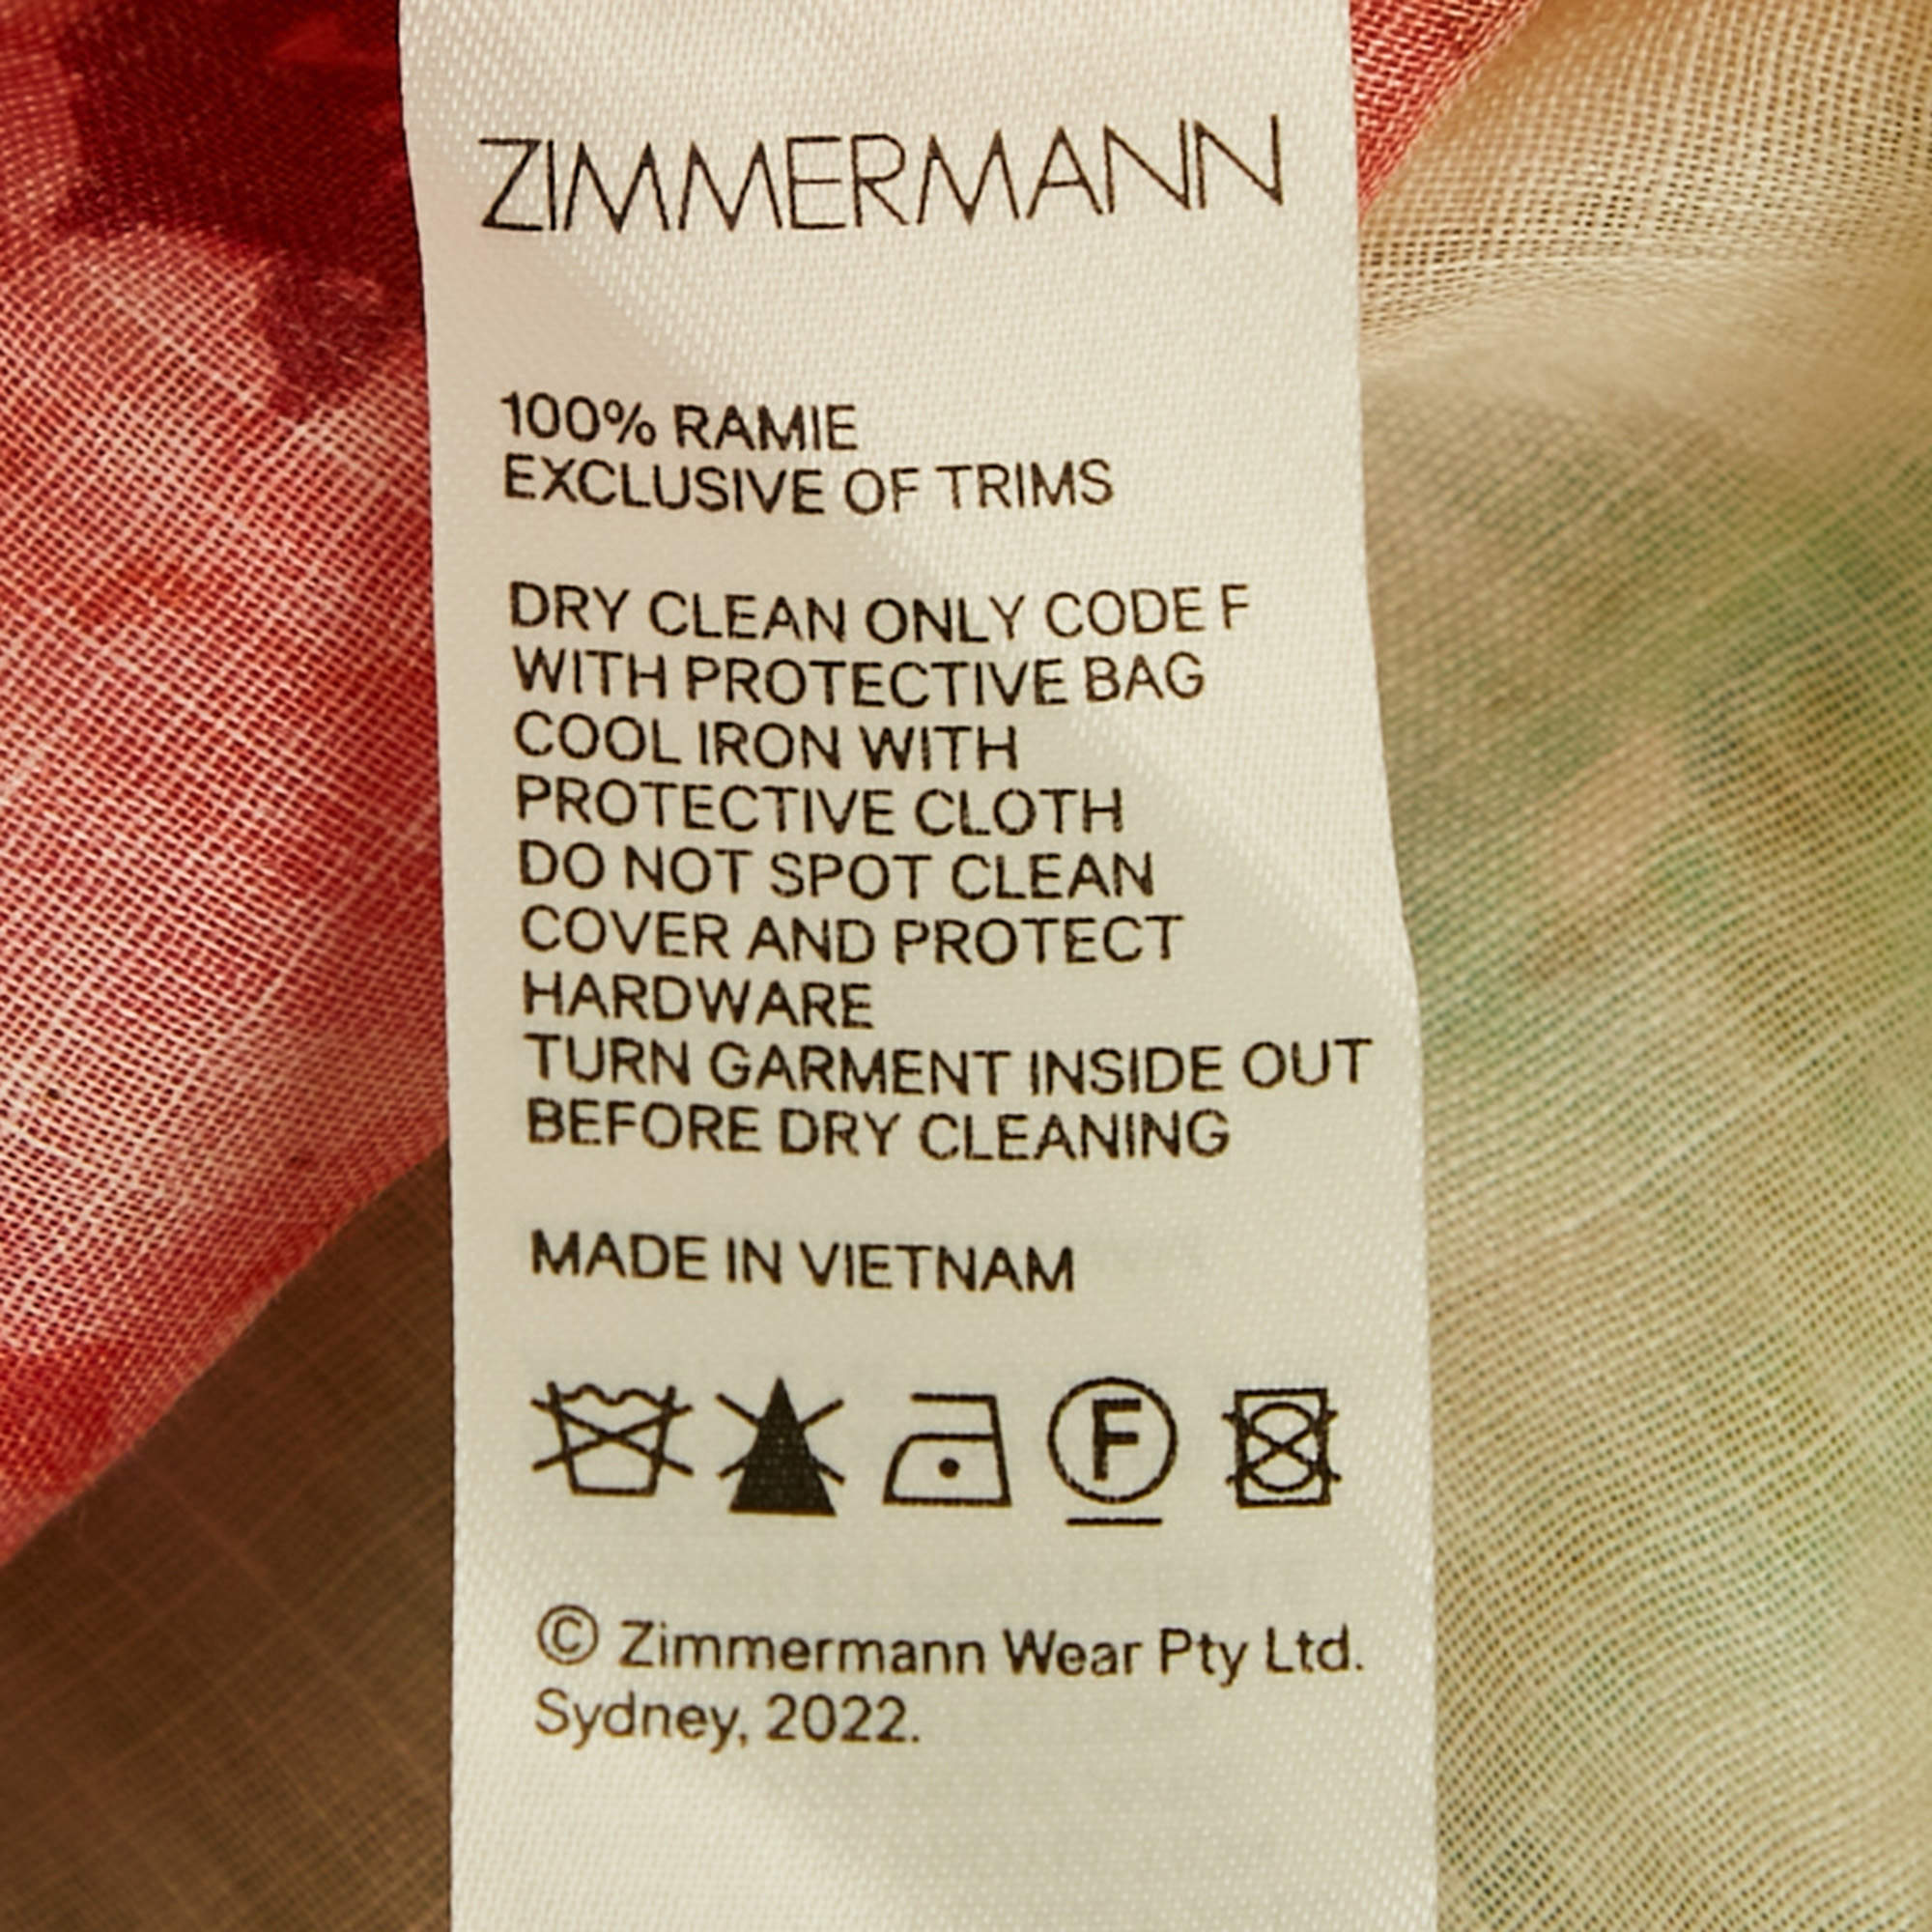 ZIMMERMANN
100% RAMIE
EXCLUSIVE OF TRIMS
DRY CLEAN ONLY CODE F
WITH PROTECTIVE BAG
COOL IRON WITH
PROTECTIVE CLOTH
DO NOT SPOT CLEAN
COVER AND PROTECT
HARDWARE
TURN GARMENT INSIDE OUT
BEFORE DRY CLEANING
MADE IN VIETNAM
F
© Zimmermann Wear Pty Ltd.
Sydney, 2022.